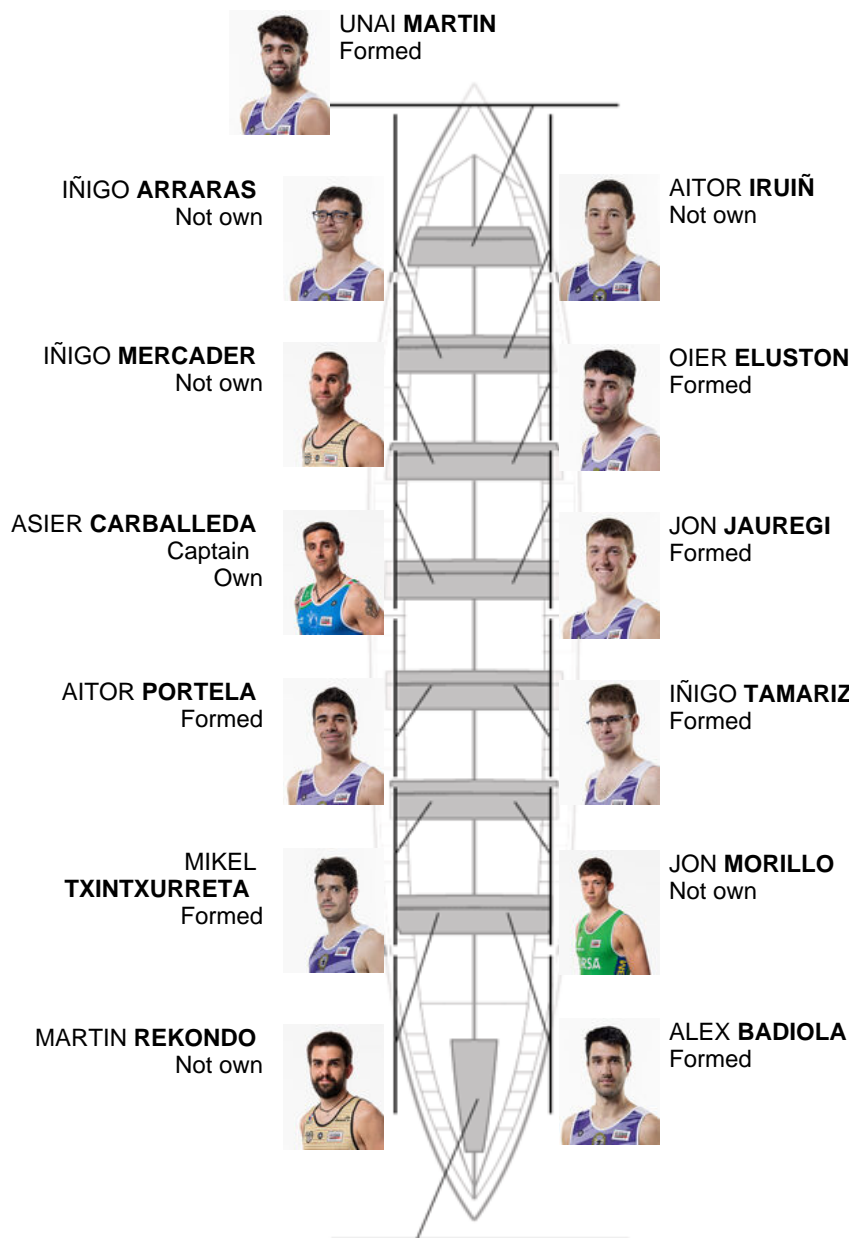 UNAI MARTIN
Formed
IÑIGO ARRARAS
Not own
AITOR IRUIÑ
Not own
IÑIGO MERCADER
Not own
OIER ELUSTON
Formed
ASIER CARBALLEDA
Captain
Own
JON JAUREGI
Formed
AITOR PORTELA
Formed
IÑIGO TAMARIZ
Formed
MIKEL
TXINTXURRETA
Formed
JON MORILLO
Not own
MARTIN REKONDO
Not own
ALEX BADIOLA
Formed